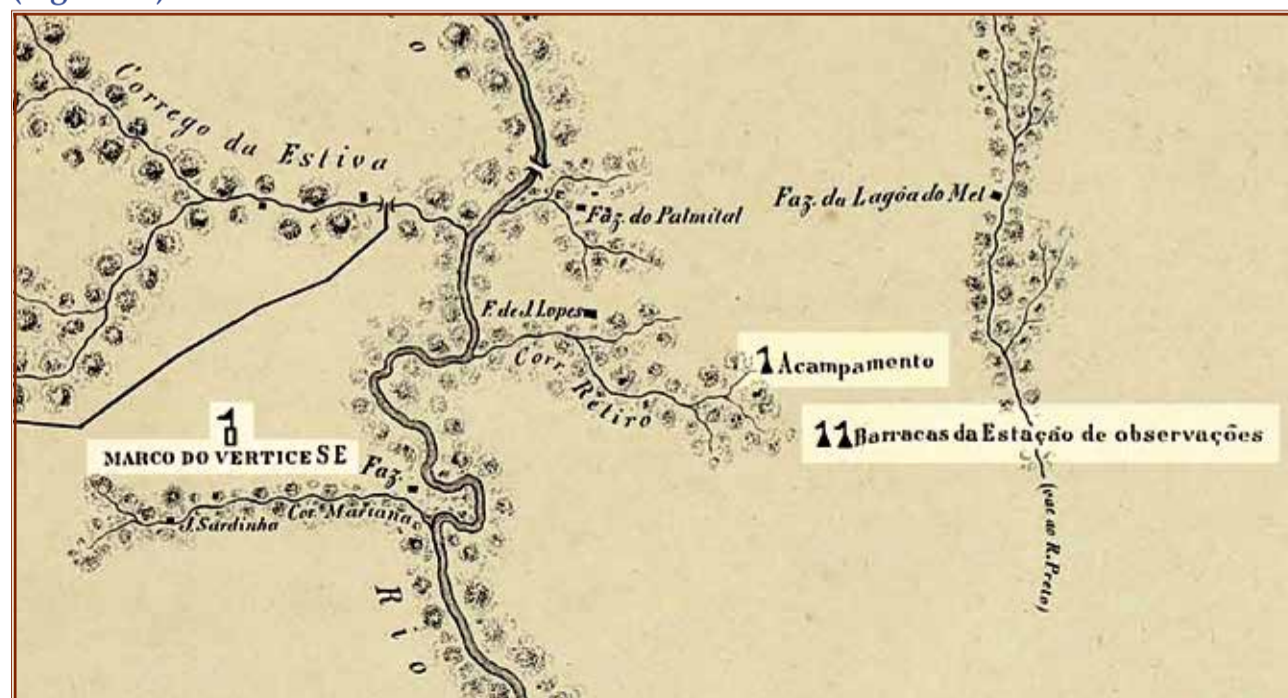 o
Corrego da Estiva
Faz. da Lagôa do Mel
Faz. do Palmital
F. de J. Lopes
Corr. Retiro
Acampamento
Barracas da Estação de observações
MARCO DO VERTICE SE
Faz.
J. Sardinha
Cor. Marianna
(vae ao R. Preto)
Rio